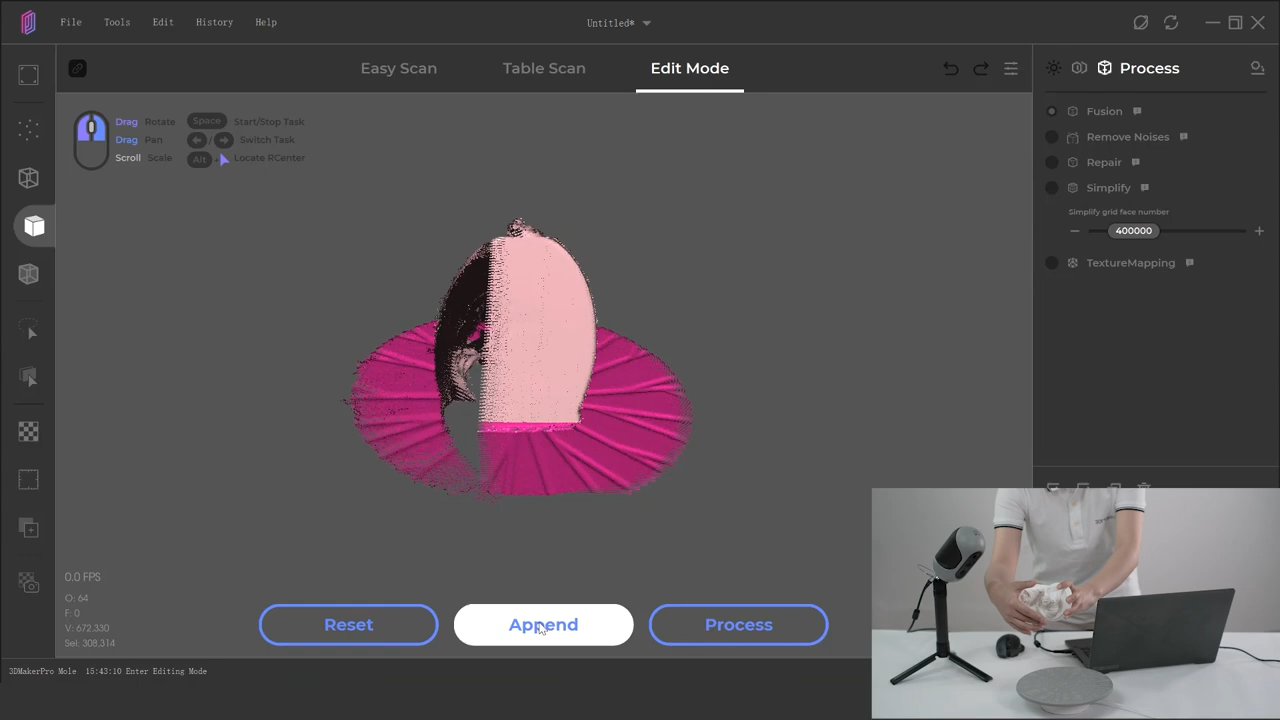 File Tools Edit History Help Untitled*
Easy Scan Table Scan Edit Mode Process
Drag Rotate Space Start/Stop Task
Drag Pan / Switch Task
Scroll Scale Alt Locate RCenter
Fusion
Remove Noises
Repair
Simplify
Simplify grid face number
400000
TextureMapping
0.0 FPS
O: 64
F: 0
V: 672,330
Sel: 308,314
Reset Append Process
3DMakerPro Mole 15:43:10 Enter Editing Mode